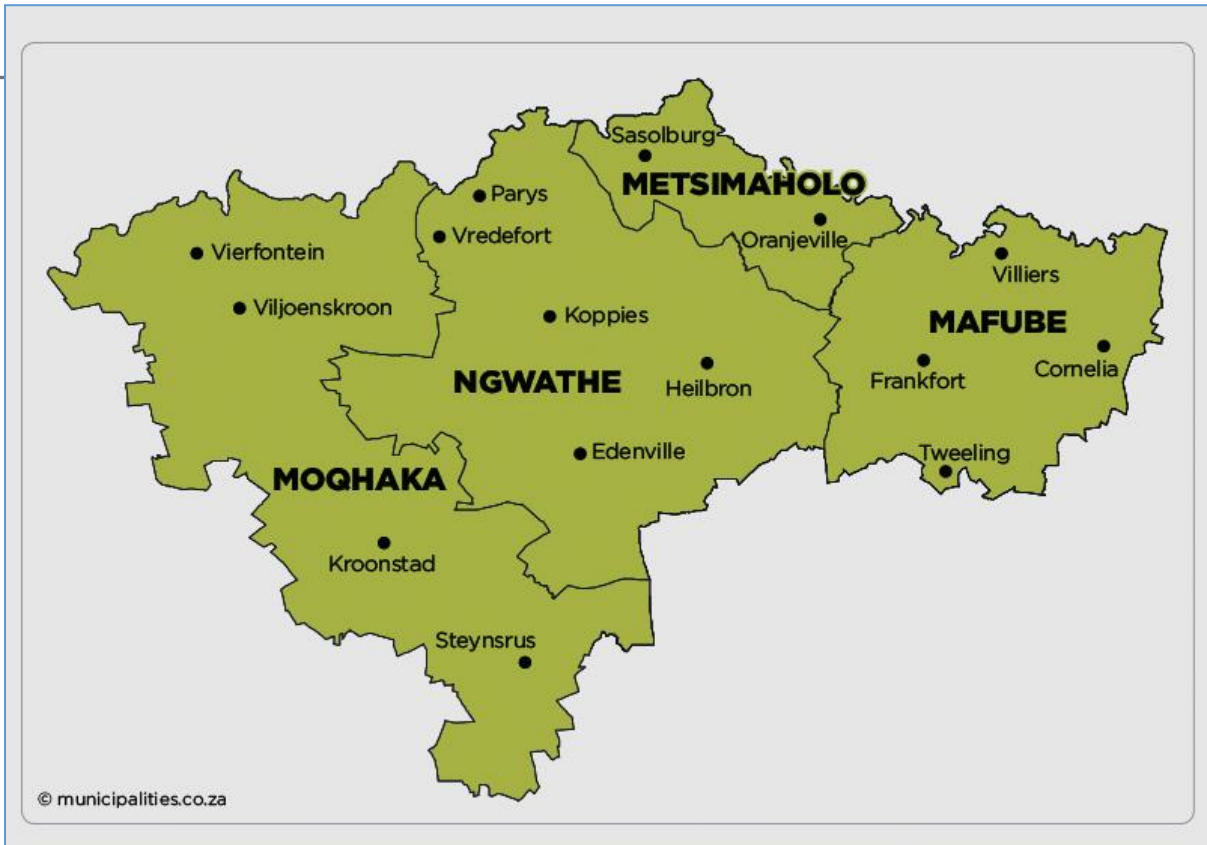 Sasolburg
METSIMAHOLO
Parys
Vredefort
Oranjeville
Vierfontein
Villiers
Viljoenskroon
Koppies
MAFUBE
Cornelia
NGWATHE
Heilbron
Frankfort
Edenville
Tweeling
MOQHAKA
Kroonstad
Steynsrus
© municipalities.co.za